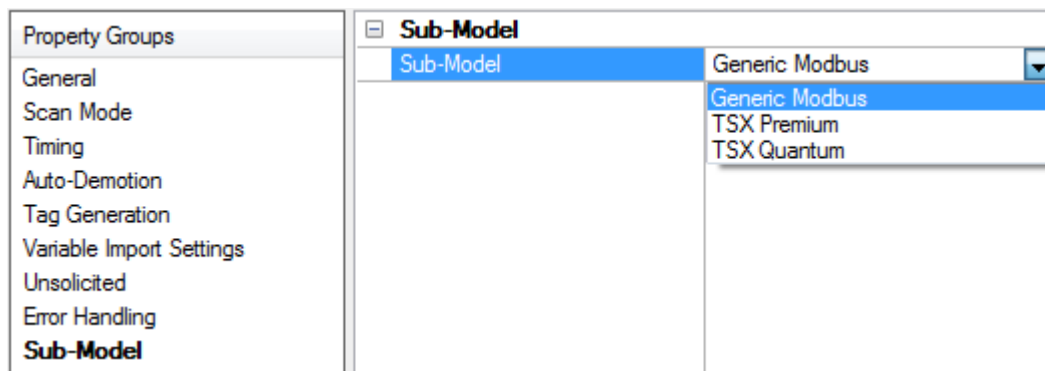 Property Groups
General
Scan Mode
Timing
Auto-Demotion
Tag Generation
Variable Import Settings
Unsolicited
Error Handling
Sub-Model
Sub-Model
Sub-Model Generic Modbus
Generic Modbus
TSX Premium
TSX Quantum